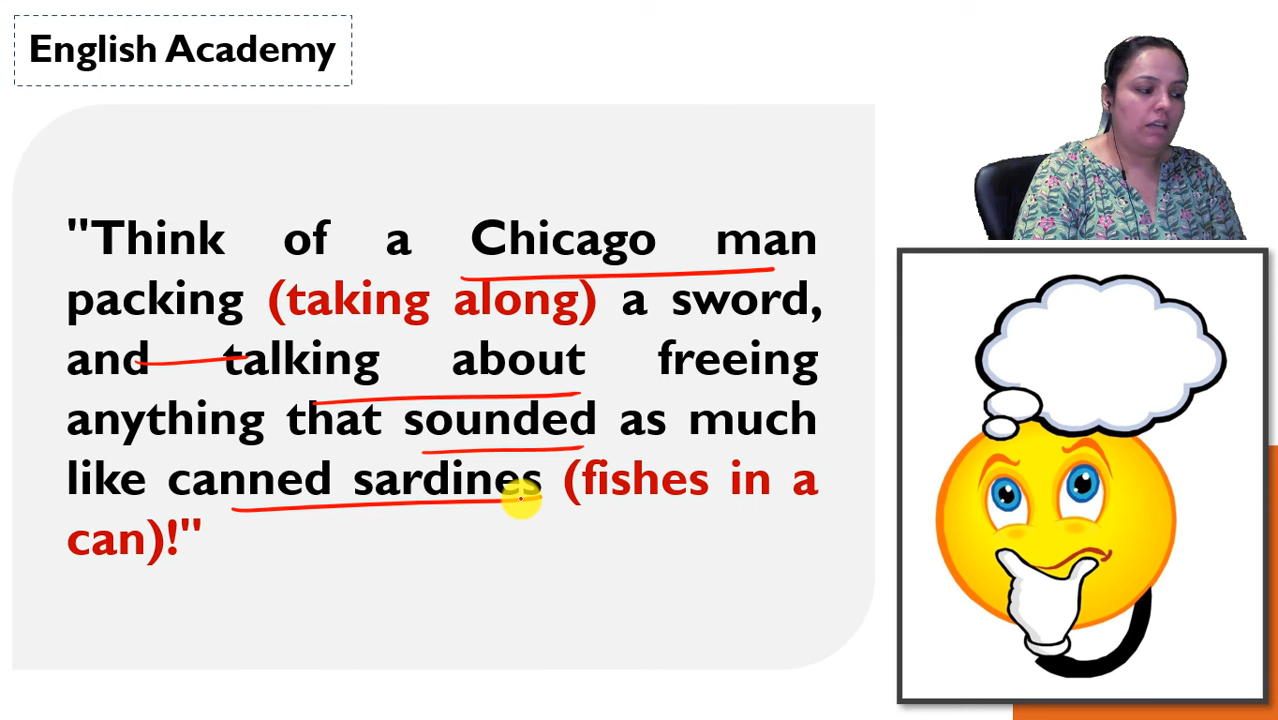 English Academy
"Think of a Chicago man
packing (taking along) a sword,
and talking about freeing
anything that sounded as much
like canned sardines (fishes in a
can)!"